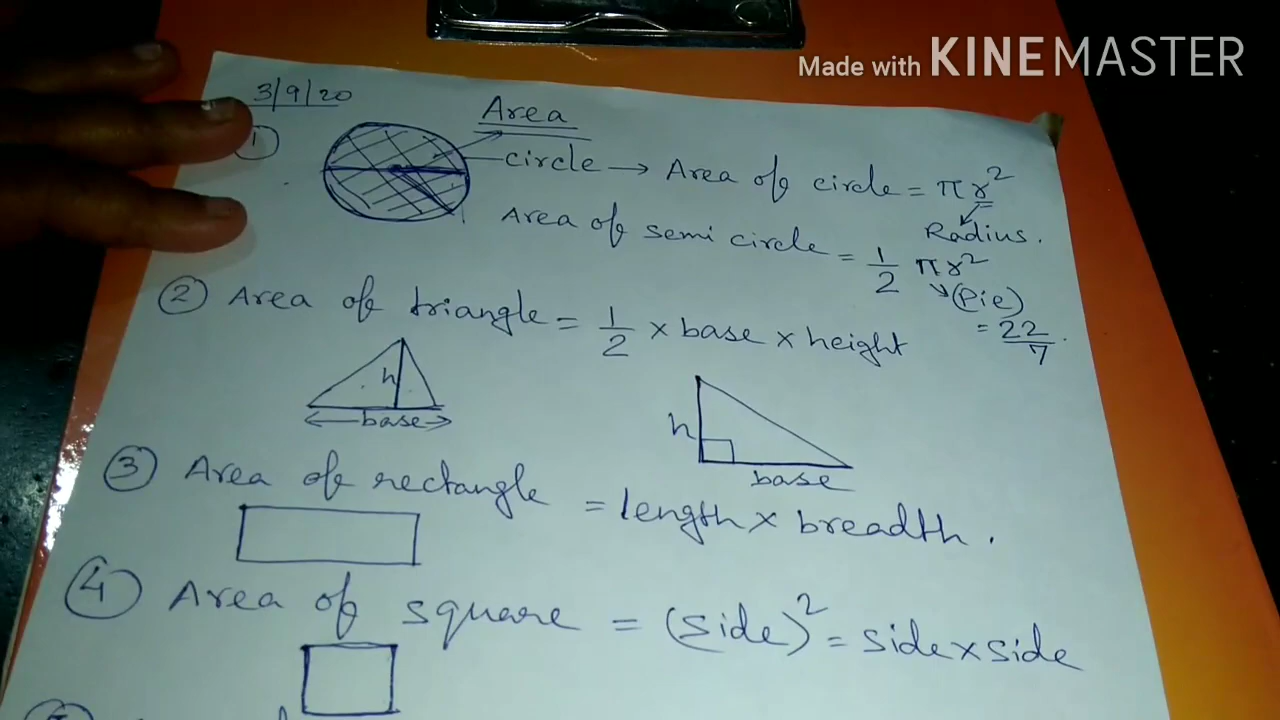 Made with KINEMASTER
3/9/20
Area
① circle → Area of circle = πr²
Radius.
Area of semi circle = 1/2 πr²
(Pie)
= 22/7.
② Area of triangle = 1/2 × base × height
h
base
h
base
③ Area of rectangle = length × breadth.
④ Area of square = (side)² = side × side